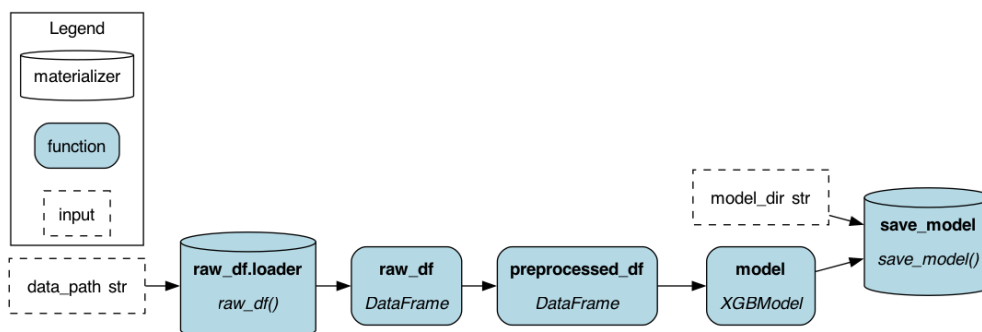 Legend
materializer
function
input
data_path str
raw_df.loader
raw_df()
raw_df
DataFrame
preprocessed_df
DataFrame
model
XGBModel
model_dir str
save_model
save_model()